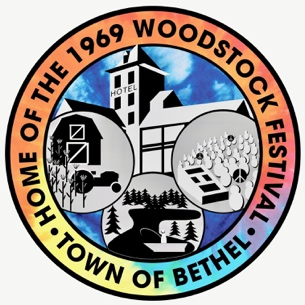 HOME OF THE 1969 WOODSTOCK FESTIVAL
• TOWN OF BETHEL •
HOTEL